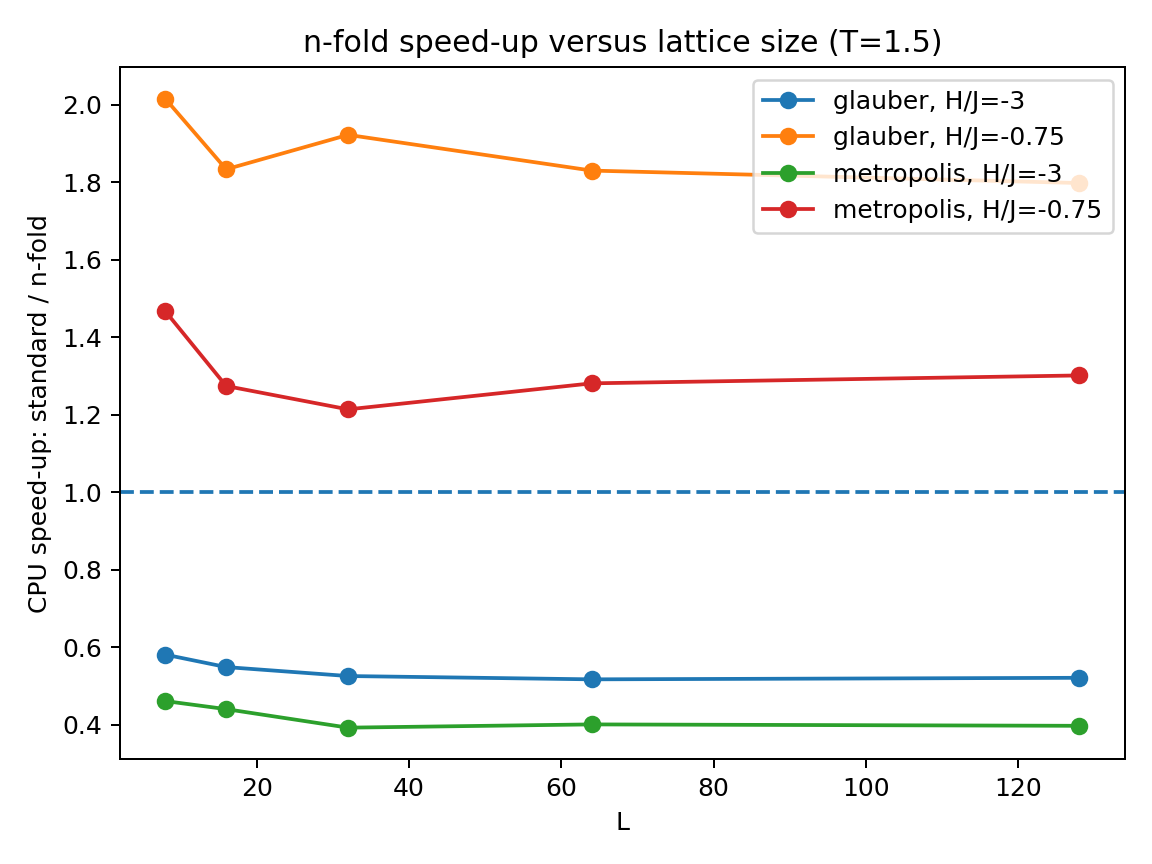 n-fold speed-up versus lattice size (T=1.5)
glauber, H/J=-3
glauber, H/J=-0.75
metropolis, H/J=-3
metropolis, H/J=-0.75
CPU speed-up: standard / n-fold
2.0
1.8
1.6
1.4
1.2
1.0
0.8
0.6
0.4
20 40 60 80 100 120
L